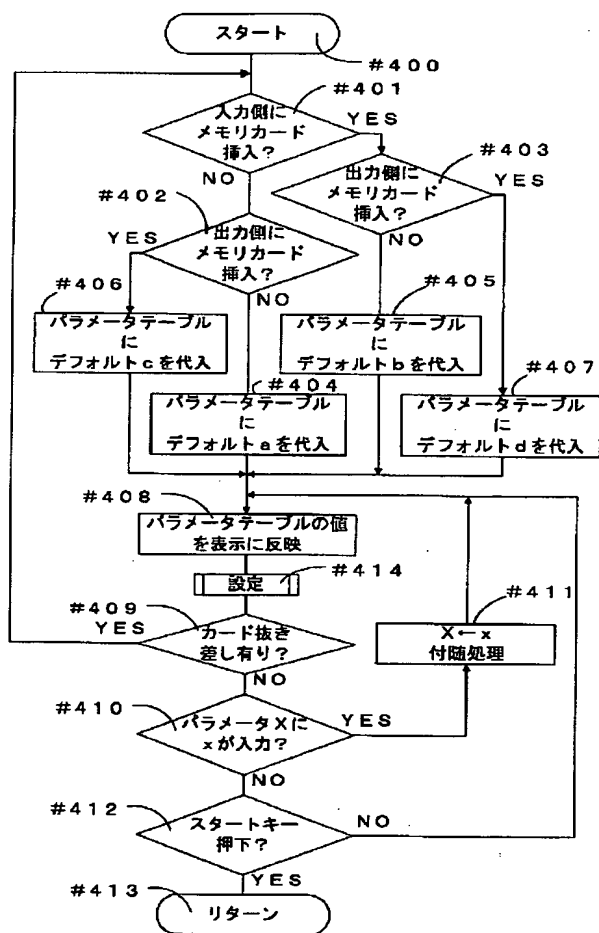 スタート
#400
#401
入力側に
メモリカード
挿入?
YES
NO
#403
出力側に
メモリカード
挿入?
YES
NO
#402
出力側に
メモリカード
挿入?
YES
NO
#406
パラメータテーブル
に
デフォルトcを代入
#405
パラメータテーブル
に
デフォルトbを代入
#404
パラメータテーブル
に
デフォルトaを代入
#407
パラメータテーブル
に
デフォルトdを代入
#408
パラメータテーブルの値
を表示に反映
設定
#414
#409
カード抜き
差し有り?
YES
NO
#411
X←x
付随処理
#410
パラメータXに
xが入力?
YES
NO
#412
スタートキー
押下?
NO
YES
#413
リターン